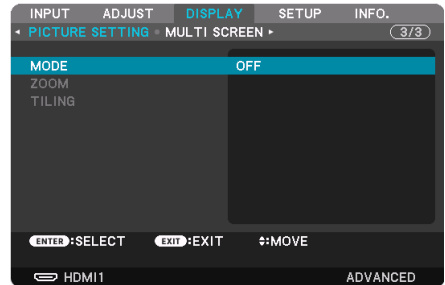 INPUT ADJUST DISPLAY SETUP INFO.
PICTURE SETTING MULTI SCREEN 3/3
MODE OFF
ZOOM
TILING
ENTER :SELECT EXIT :EXIT :MOVE
HDMI1 ADVANCED